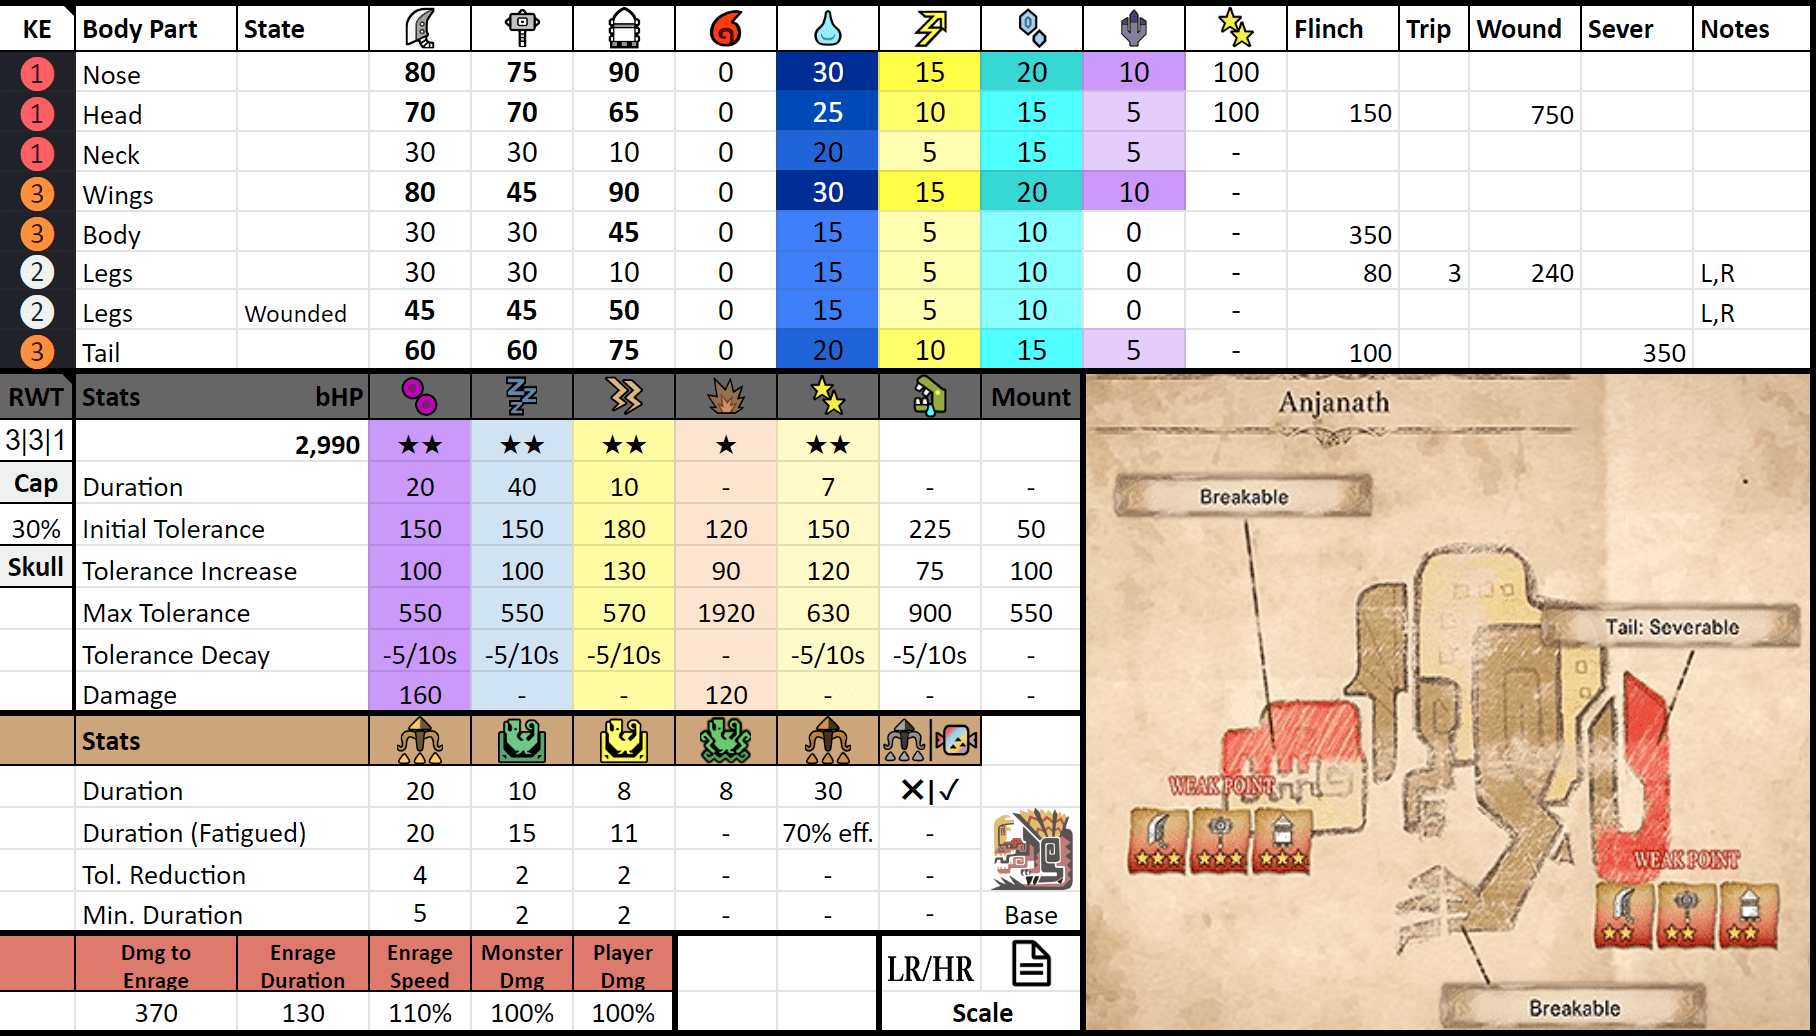 KE Body Part State Flinch Trip Wound Sever Notes
1 Nose 80 75 90 0 30 15 20 10 100
1 Head 70 70 65 0 25 10 15 5 100 150 750
1 Neck 30 30 10 0 20 5 15 5 -
3 Wings 80 45 90 0 30 15 20 10 -
3 Body 30 30 45 0 15 5 10 0 - 350
2 Legs 30 30 10 0 15 5 10 0 - 80 3 240 L,R
2 Legs Wounded 45 45 50 0 15 5 10 0 - L,R
3 Tail 60 60 75 0 20 10 15 5 - 100 350
RWT Stats bHP Mount
3|3|1 2,990 ★★ ★★ ★★ ★ ★★
Cap Duration 20 40 10 - 7 - -
30% Initial Tolerance 150 150 180 120 150 225 50
Skull Tolerance Increase 100 100 130 90 120 75 100
Max Tolerance 550 550 570 1920 630 900 550
Tolerance Decay -5/10s -5/10s -5/10s - -5/10s -5/10s -
Damage 160 - - 120 - - -
Stats
Duration 20 10 8 8 30 ✕|✓
Duration (Fatigued) 20 15 11 - 70% eff. -
Tol. Reduction 4 2 2 - - -
Min. Duration 5 2 2 - - - Base
Dmg to Enrage Enrage Duration Enrage Speed Monster Dmg Player Dmg LR/HR
370 130 110% 100% 100% Scale
Anjanath
Breakable
Tail: Severable
WEAK POINT
★★★ ★★★ ★★★
WEAK POINT
★★ ★★ ★★
Breakable